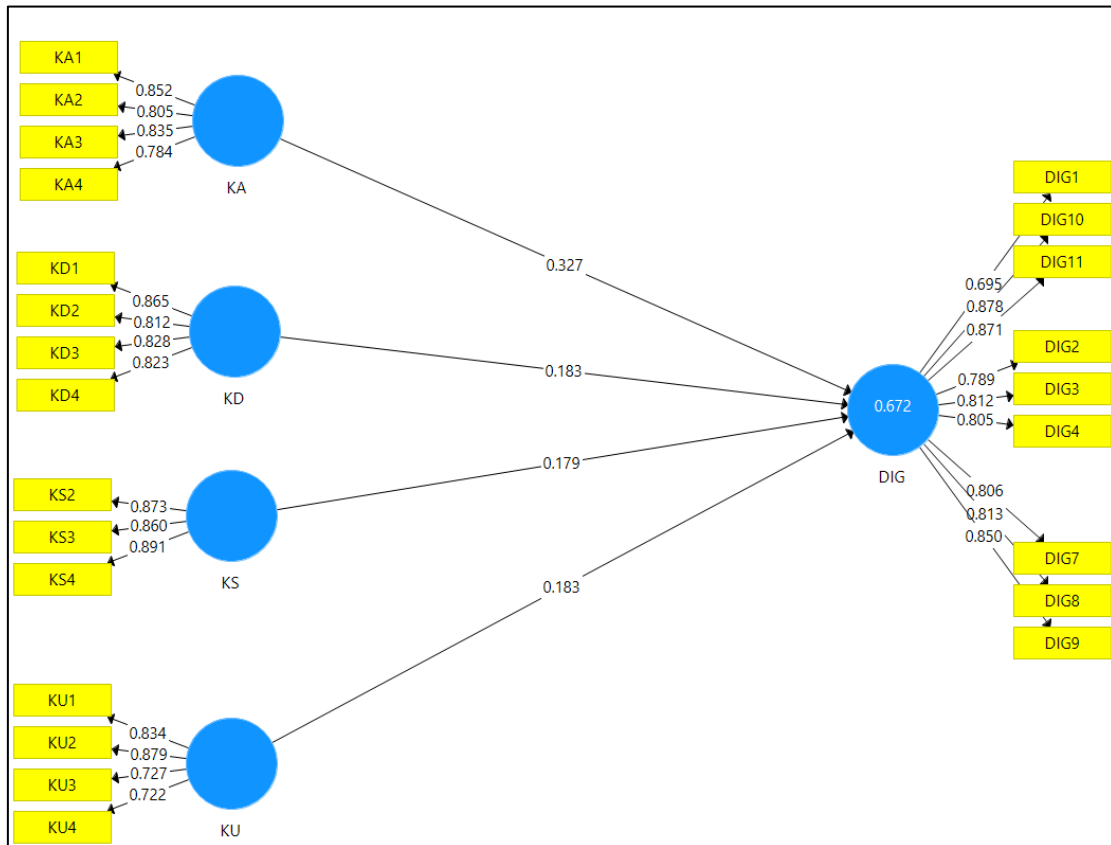 KA1
KA2
KA3
KA4
0.852
0.805
0.835
0.784
KA
KD1
KD2
KD3
KD4
0.865
0.812
0.828
0.823
KD
KS2
KS3
KS4
0.873
0.860
0.891
KS
KU1
KU2
KU3
KU4
0.834
0.879
0.727
0.722
KU
0.327
0.183
0.179
0.183
0.672
DIG
0.695
0.878
0.871
0.789
0.812
0.805
0.806
0.813
0.850
DIG1
DIG10
DIG11
DIG2
DIG3
DIG4
DIG7
DIG8
DIG9